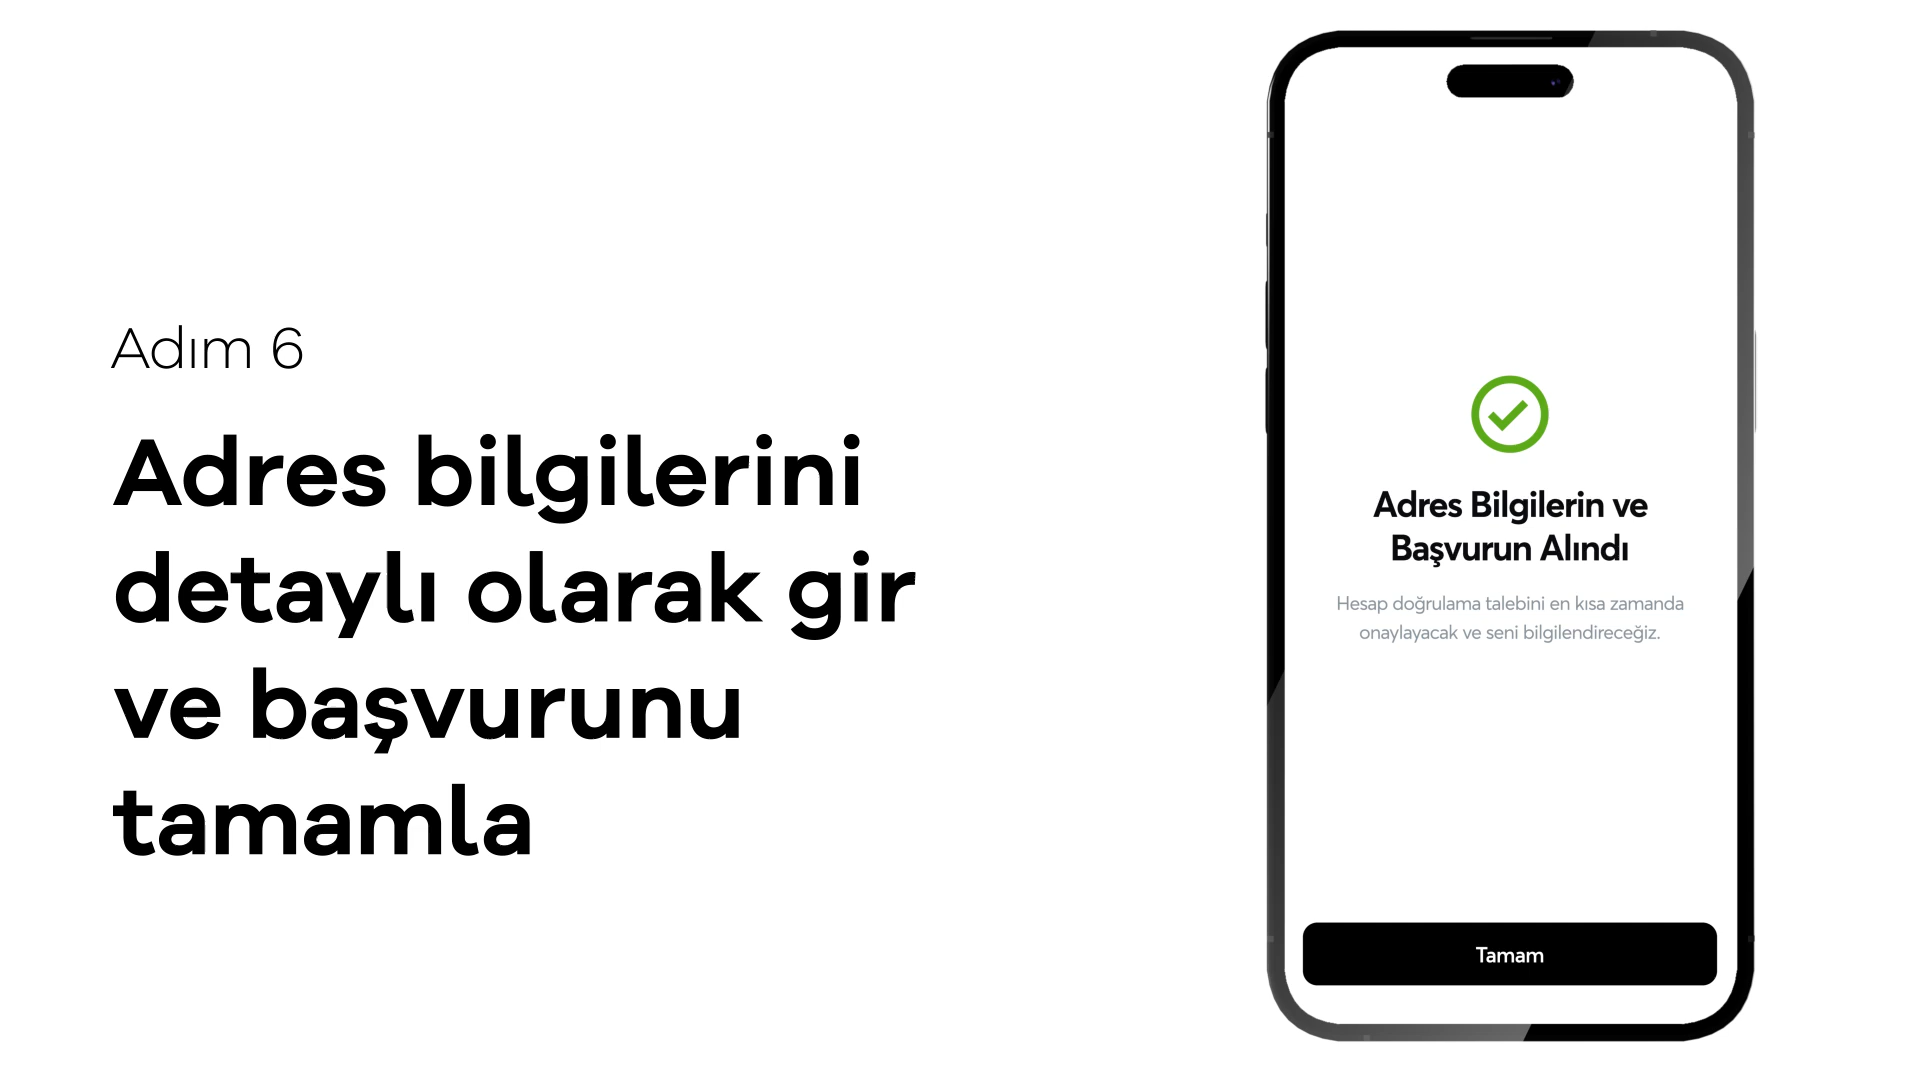 Adım 6
Adres bilgilerini
detaylı olarak gir
ve başvurunu
tamamla
Adres Bilgilerin ve
Başvurun Alındı
Hesap doğrulama talebini en kısa zamanda
onaylayacak ve seni bilgilendireceğiz.
Tamam